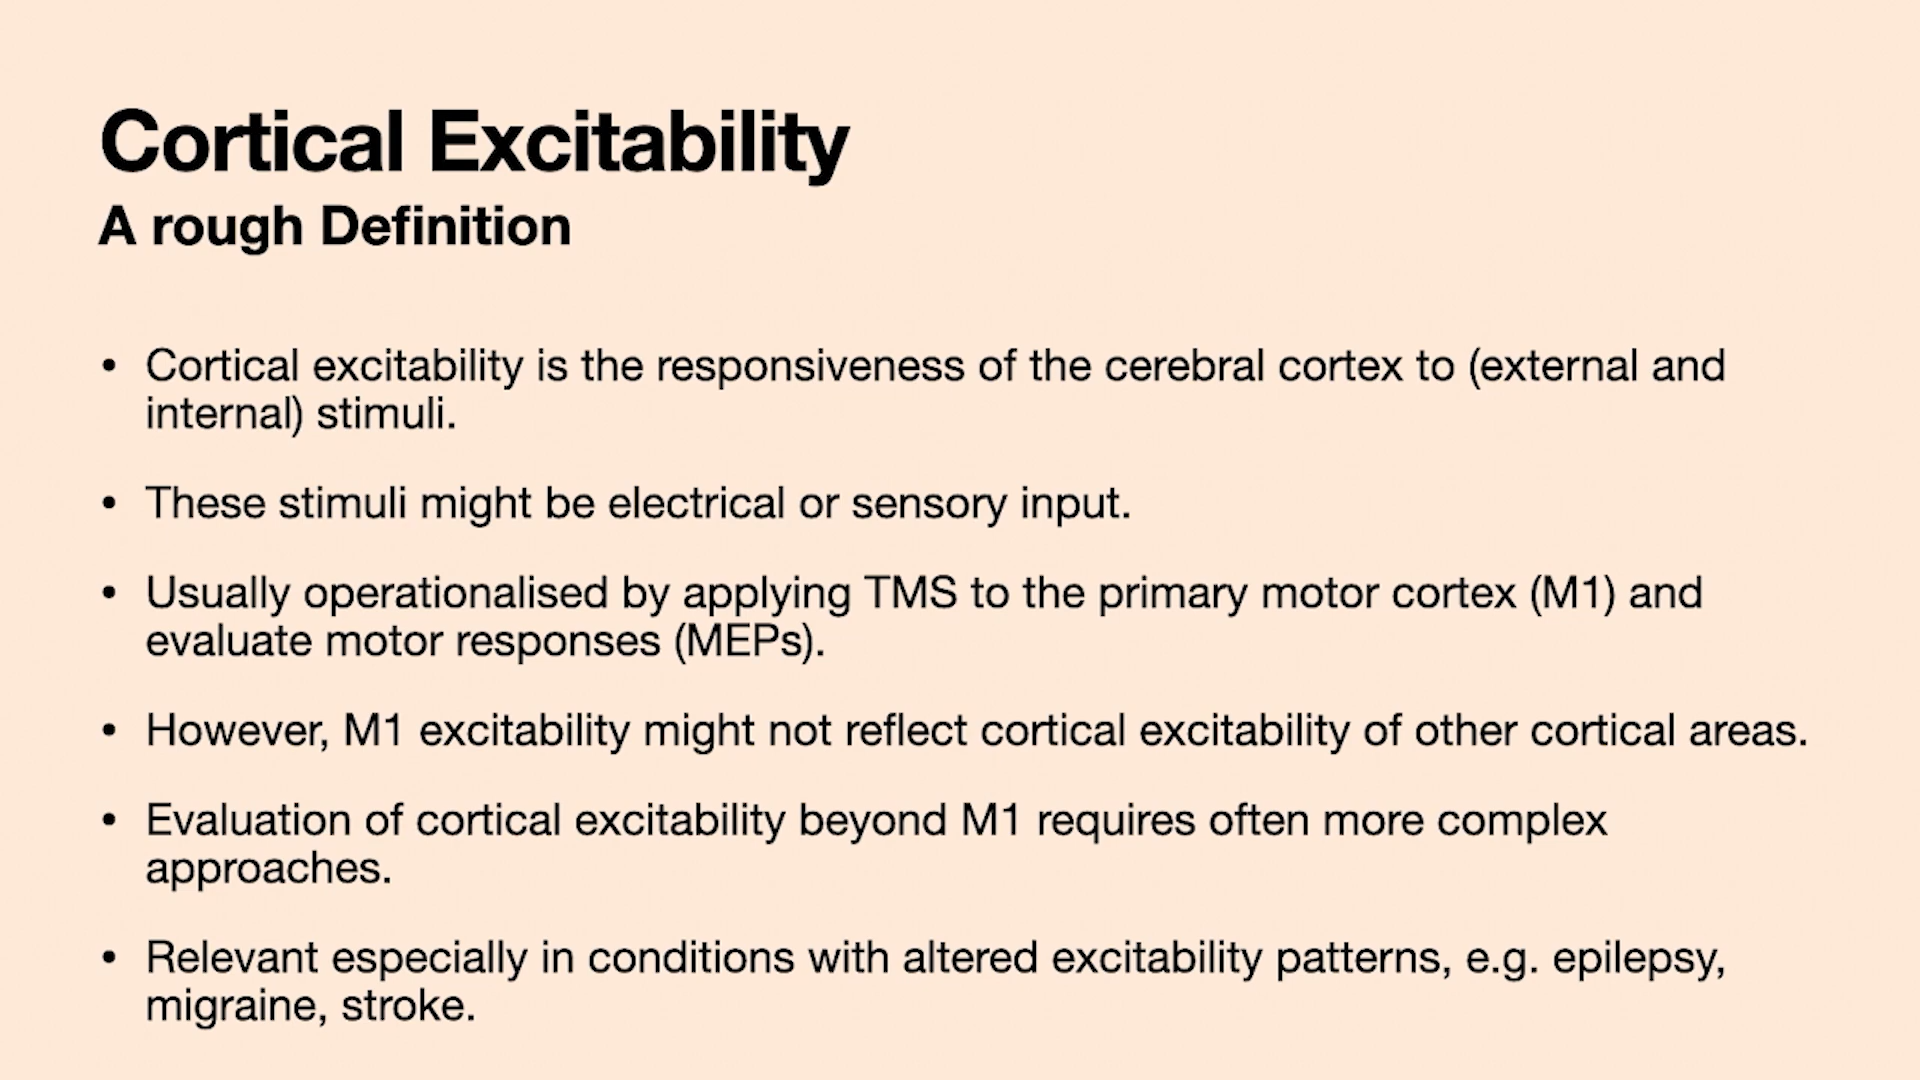 Cortical Excitability
A rough Definition
• Cortical excitability is the responsiveness of the cerebral cortex to (external and
internal) stimuli.
• These stimuli might be electrical or sensory input.
• Usually operationalised by applying TMS to the primary motor cortex (M1) and
evaluate motor responses (MEPs).
• However, M1 excitability might not reflect cortical excitability of other cortical areas.
• Evaluation of cortical excitability beyond M1 requires often more complex
approaches.
• Relevant especially in conditions with altered excitability patterns, e.g. epilepsy,
migraine, stroke.